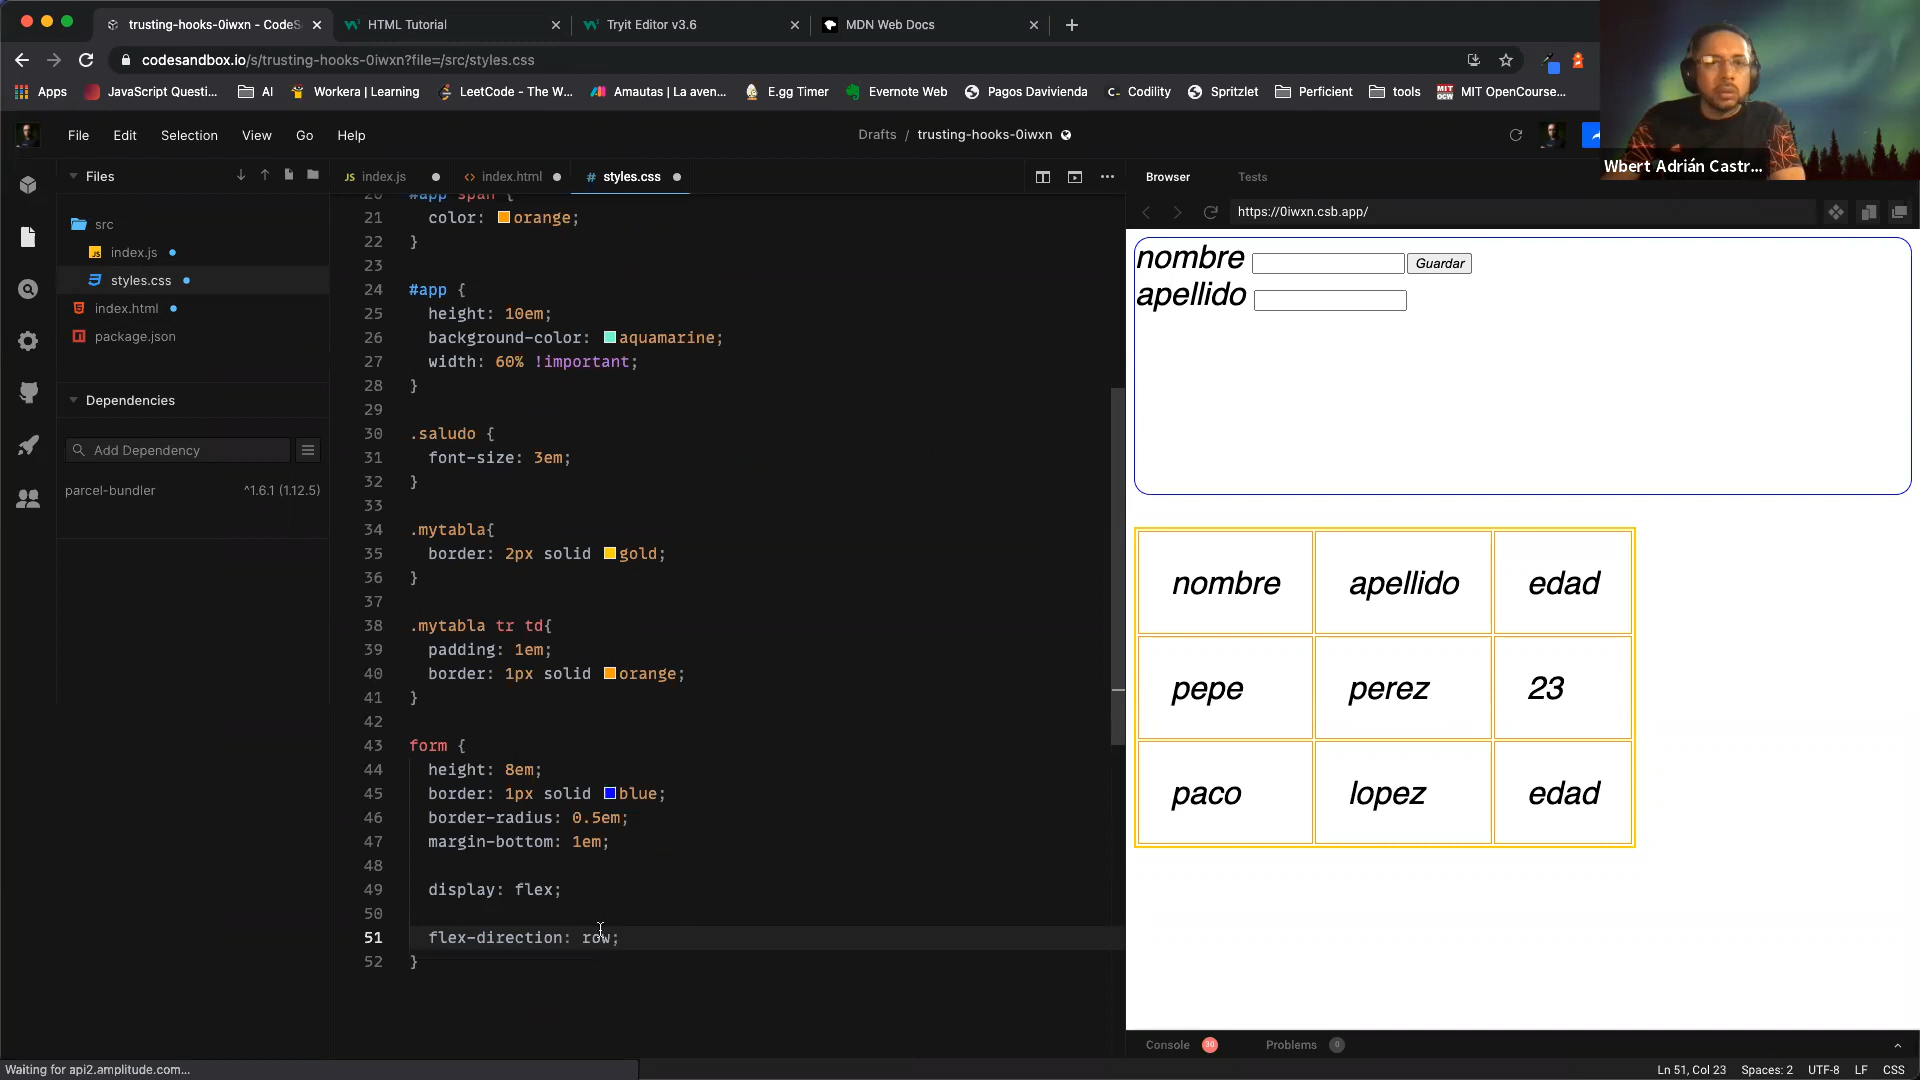 trusting-hooks-0iwxn - CodeS
HTML Tutorial
Tryit Editor v3.6
MDN Web Docs
codesandbox.io/s/trusting-hooks-0iwxn?file=/src/styles.css
Apps
JavaScript Questi...
AI
Workera | Learning
LeetCode - The W...
Amautas | La aven...
E.gg Timer
Evernote Web
Pagos Davivienda
Codility
Spritzlet
Perficient
tools
MIT OpenCourse...
Wbert Adrián Castr...
File Edit Selection View Go Help
Drafts / trusting-hooks-0iwxn
Files
src
index.js
styles.css
index.html
package.json
Dependencies
Add Dependency
parcel-bundler ^1.6.1 (1.12.5)
index.js
index.html
# styles.css
20 #app span {
21 color: orange;
22 }
23
24 #app {
25 height: 10em;
26 background-color: aquamarine;
27 width: 60% !important;
28 }
29
30 .saludo {
31 font-size: 3em;
32 }
33
34 .mytabla{
35 border: 2px solid gold;
36 }
37
38 .mytabla tr td{
39 padding: 1em;
40 border: 1px solid orange;
41 }
42
43 form {
44 height: 8em;
45 border: 1px solid blue;
46 border-radius: 0.5em;
47 margin-bottom: 1em;
48
49 display: flex;
50
51 flex-direction: row;
52 }
Browser Tests
https://0iwxn.csb.app/
nombre Guardar
apellido
nombre apellido edad
pepe perez 23
paco lopez edad
Console 30 Problems 0
Waiting for api2.amplitude.com...
Ln 51, Col 23 Spaces: 2 UTF-8 LF CSS